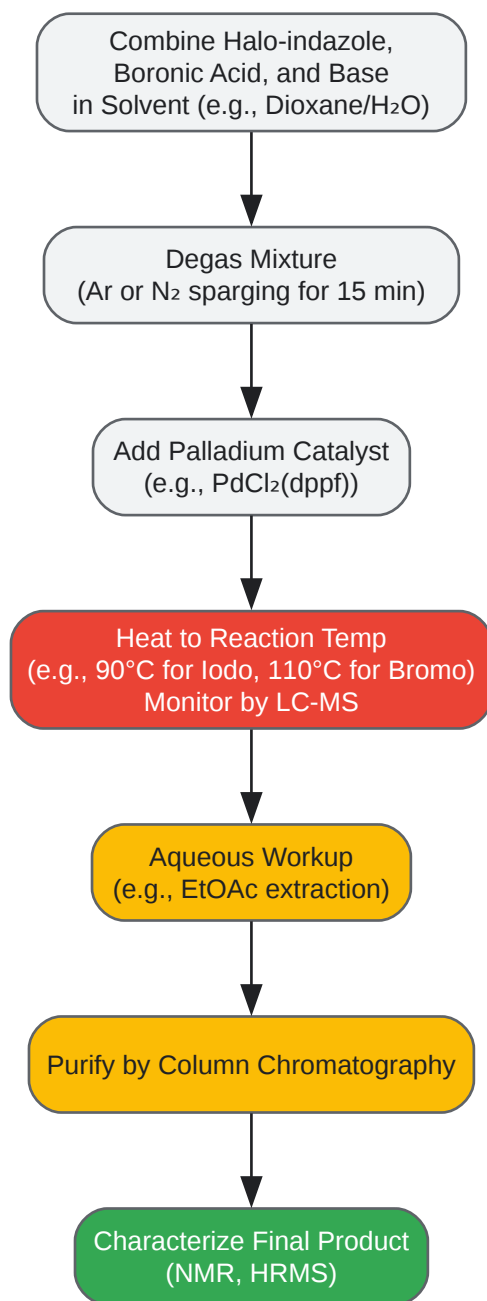 Combine Halo-indazole,
Boronic Acid, and Base
in Solvent (e.g., Dioxane/H₂O)
Degas Mixture
(Ar or N₂ sparging for 15 min)
Add Palladium Catalyst
(e.g., PdCl₂(dppf))
Heat to Reaction Temp
(e.g., 90°C for Iodo, 110°C for Bromo)
Monitor by LC-MS
Aqueous Workup
(e.g., EtOAc extraction)
Purify by Column Chromatography
Characterize Final Product
(NMR, HRMS)